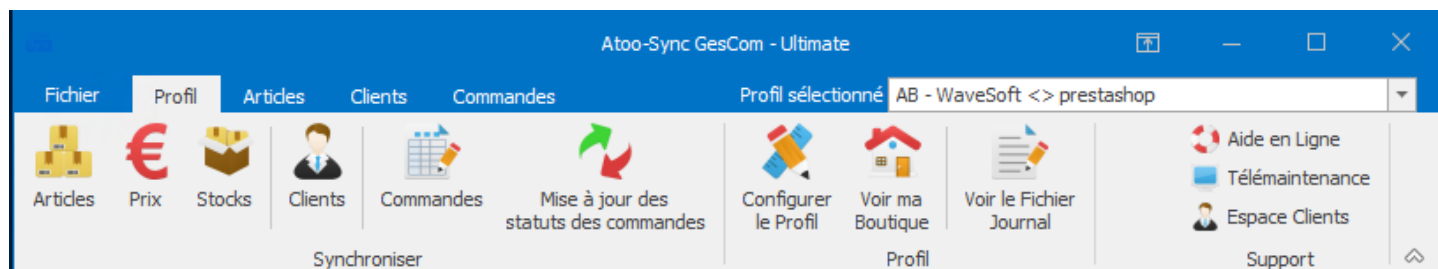 Atoo-Sync GesCom - Ultimate
Fichier Profil Articles Clients Commandes Profil sélectionné AB - WaveSoft <> prestashop
Articles Prix Stocks Clients Commandes Mise à jour des
statuts des commandes
Configurer
le Profil
Voir ma
Boutique
Voir le Fichier
Journal
Aide en Ligne
Télémaintenance
Espace Clients
Synchroniser Profil Support